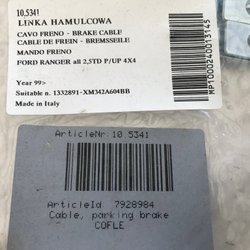 10.5341
LINKA HAMULCOWA
CAVO FRENO - BRAKE CABLE
CABLE DE FREIN - BREMSSEILE
MANDO FRENO
FORD RANGER all 2,5TD P/UP 4X4
Year 99>
Suitable n. 1332891-XM342A604BB
Made in Italy
MP1000240013145
ArticleNr: 10.5341
ArticleId 7928984
Cable, parking brake
COFLE